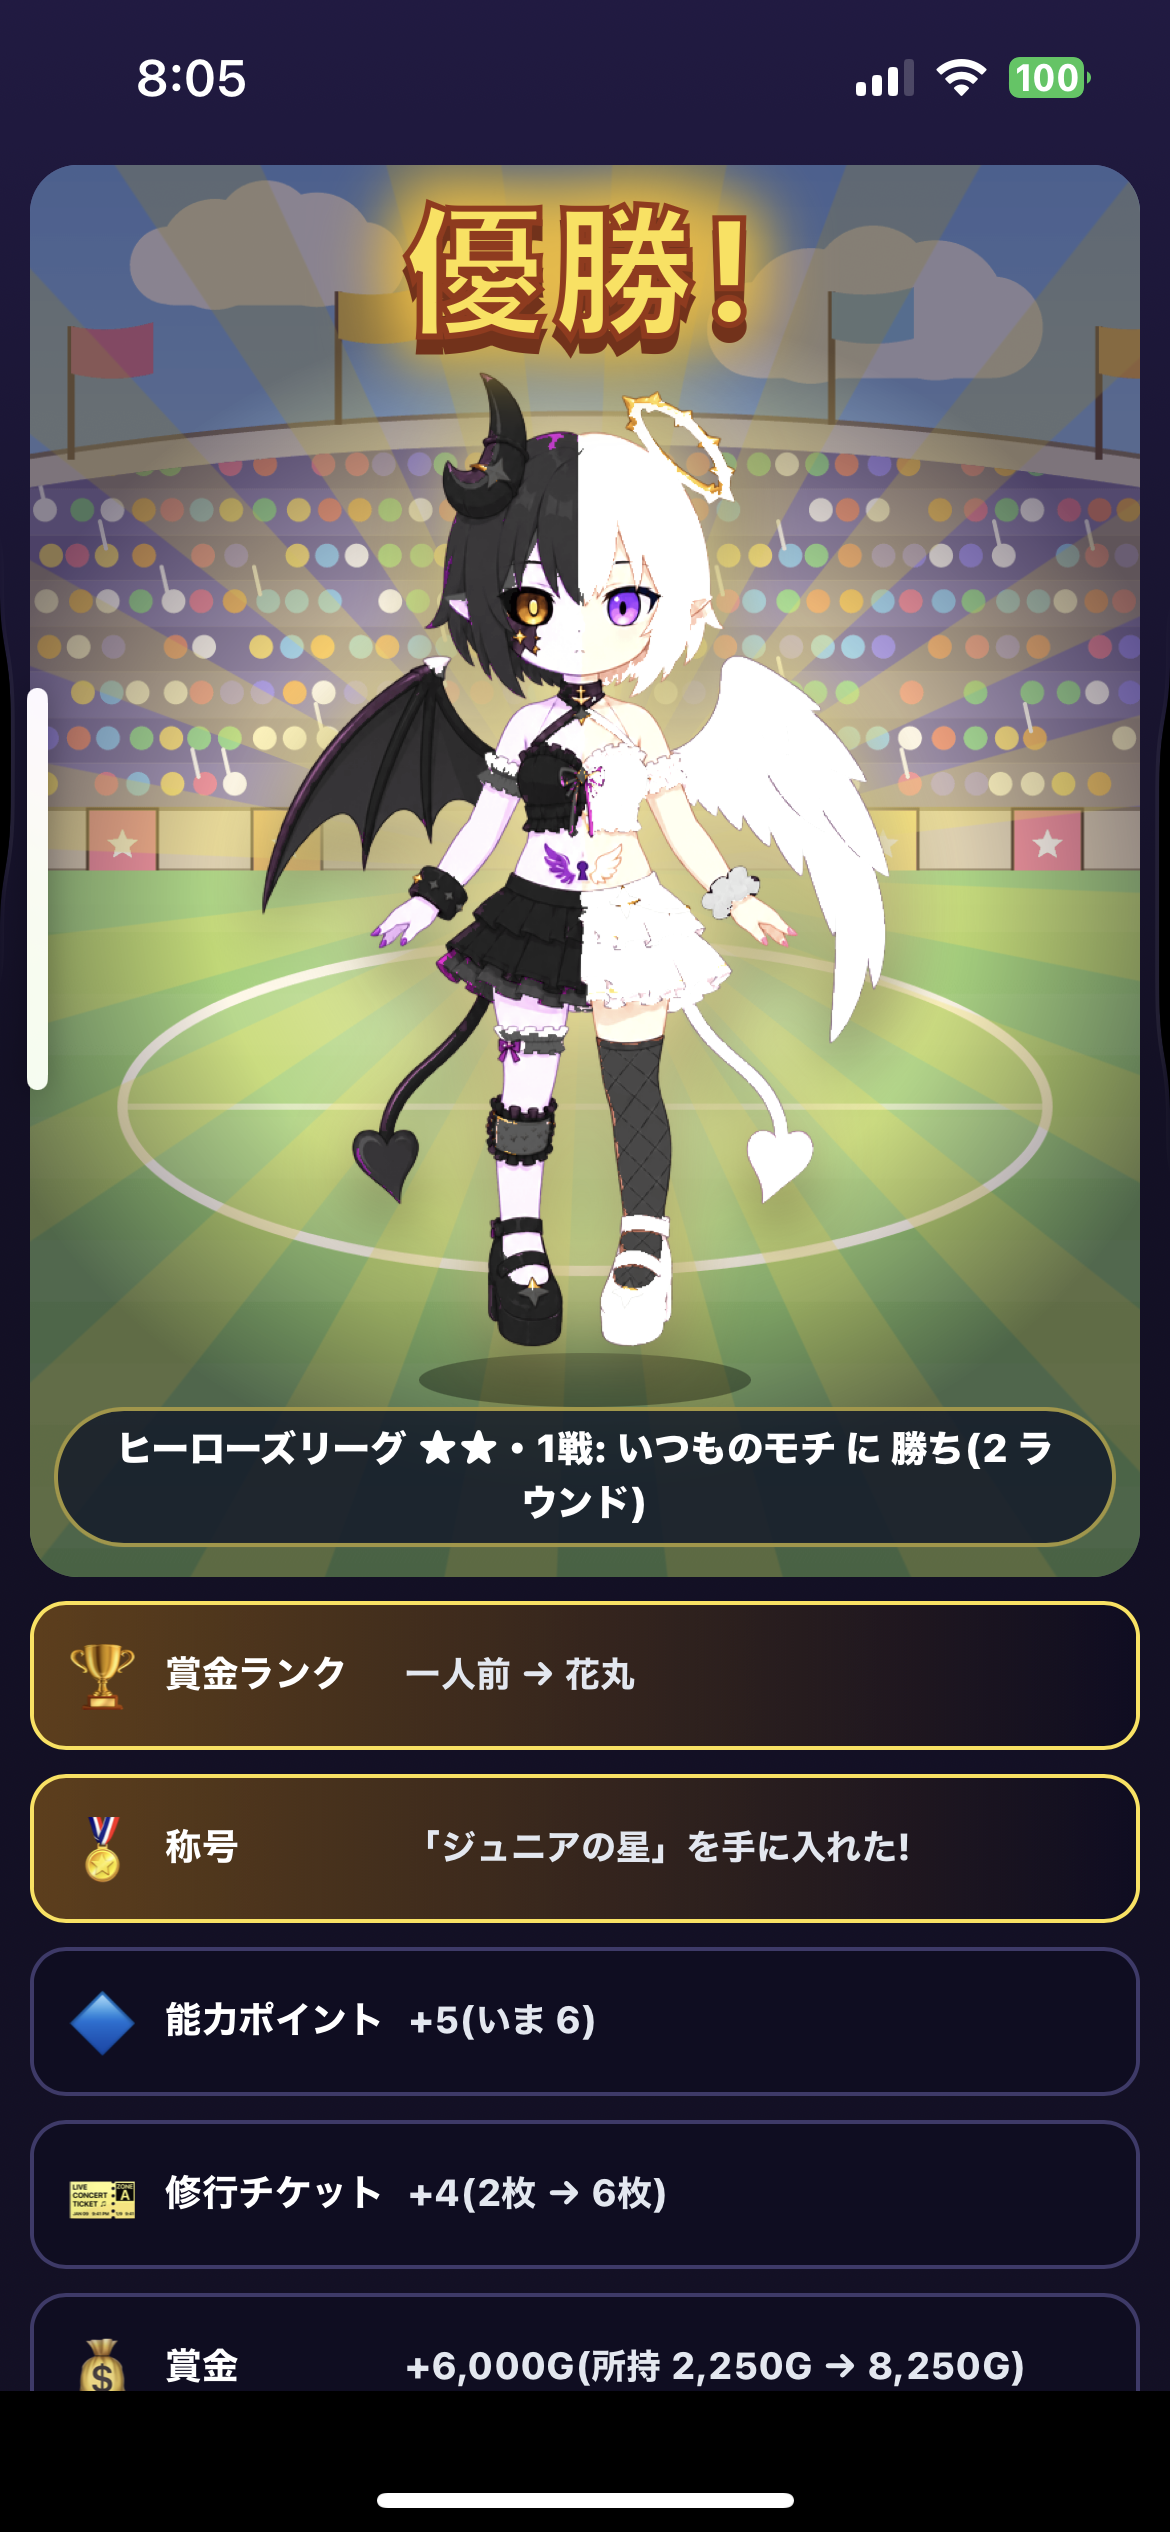 8:05
100
優勝!
ヒーローズリーグ ★★・1戦: いつものモチ に 勝ち(2 ラ
ウンド)
賞金ランク 一人前 → 花丸
称号 「ジュニアの星」を手に入れた!
能力ポイント +5(いま 6)
修行チケット +4(2枚 → 6枚)
賞金 +6,000G(所持 2,250G → 8,250G)